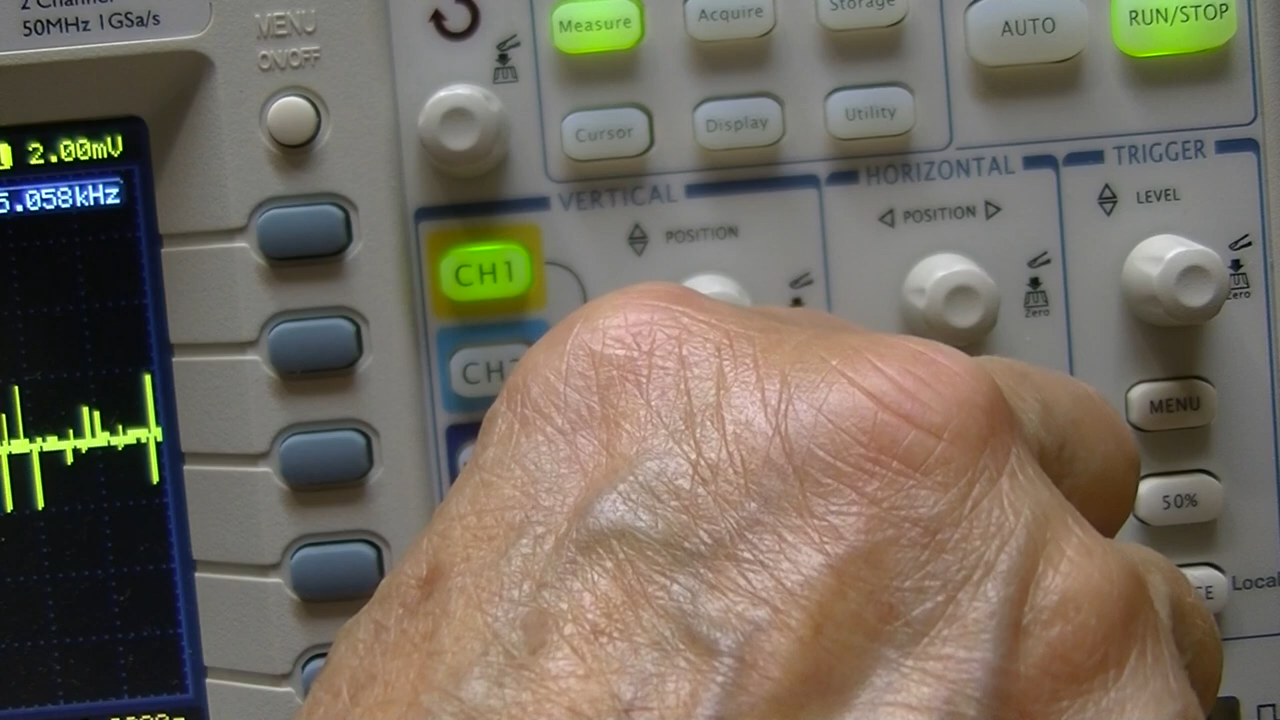 2 Channel
50MHz 1GSa/s
MENU
ON/OFF
Measure
Acquire
Storage
AUTO
RUN/STOP
Cursor
Display
Utility
2.00mV
5.058kHz
VERTICAL
HORIZONTAL
TRIGGER
POSITION
POSITION
LEVEL
CH1
Zero
Zero
MENU
50%
Local